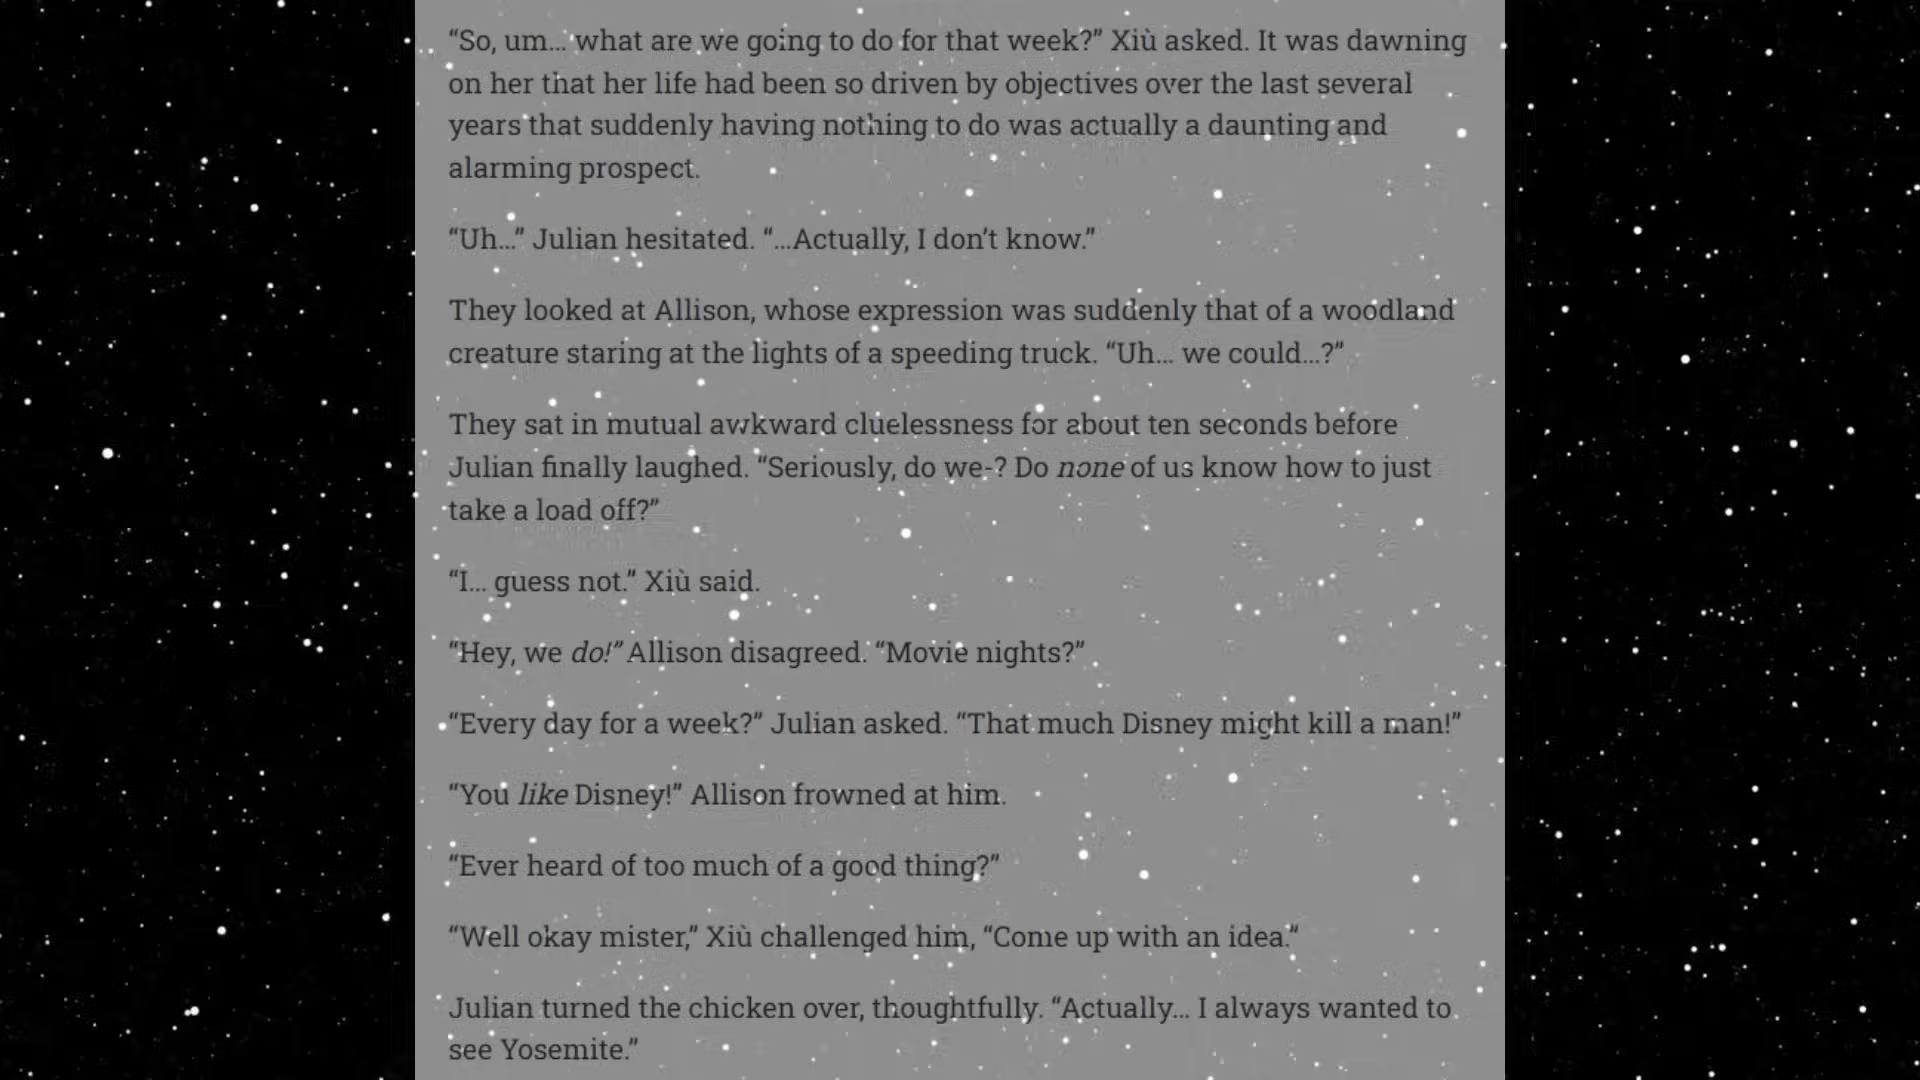 “So, um… what are we going to do for that week?” Xiù asked. It was dawning
on her that her life had been so driven by objectives over the last several
years that suddenly having nothing to do was actually a daunting and
alarming prospect.
“Uh…” Julian hesitated. “…Actually, I don’t know.”
They looked at Allison, whose expression was suddenly that of a woodland
creature staring at the lights of a speeding truck. “Uh… we could…?”
They sat in mutual awkward cluelessness for about ten seconds before
Julian finally laughed. “Seriously, do we-? Do none of us know how to just
take a load off?”
“I… guess not.” Xiù said.
“Hey, we do!” Allison disagreed. “Movie nights?”
“Every day for a week?” Julian asked. “That much Disney might kill a man!”
“You like Disney!” Allison frowned at him.
“Ever heard of too much of a good thing?”
“Well okay mister,” Xiù challenged him, “Come up with an idea.“
Julian turned the chicken over, thoughtfully. “Actually… I always wanted to
see Yosemite.”